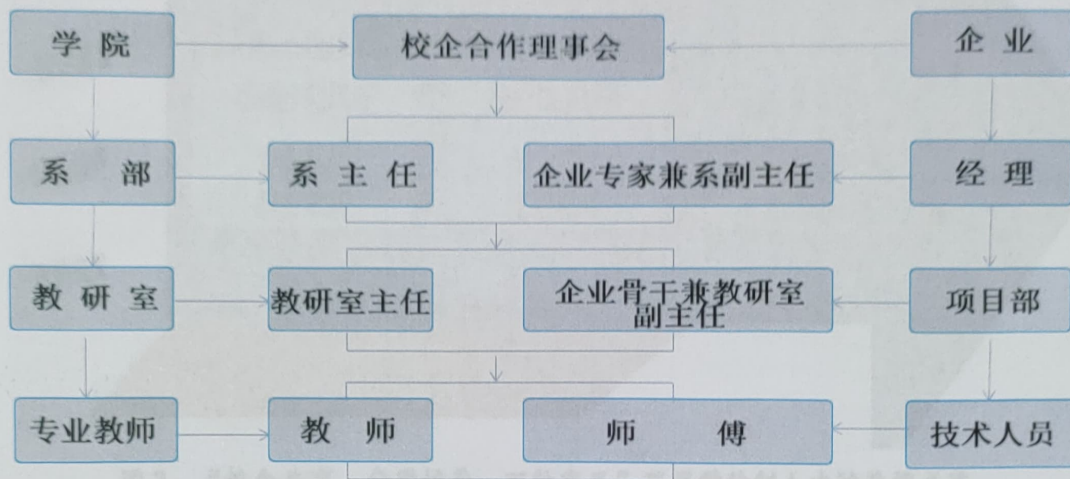 学 院
校企合作理事会
企 业
系 部
系 主 任
企业专家兼系副主任
经 理
教 研 室
教研室主任
企业骨干兼教研室
副主任
项目部
专业教师
教 师
师 傅
技术人员